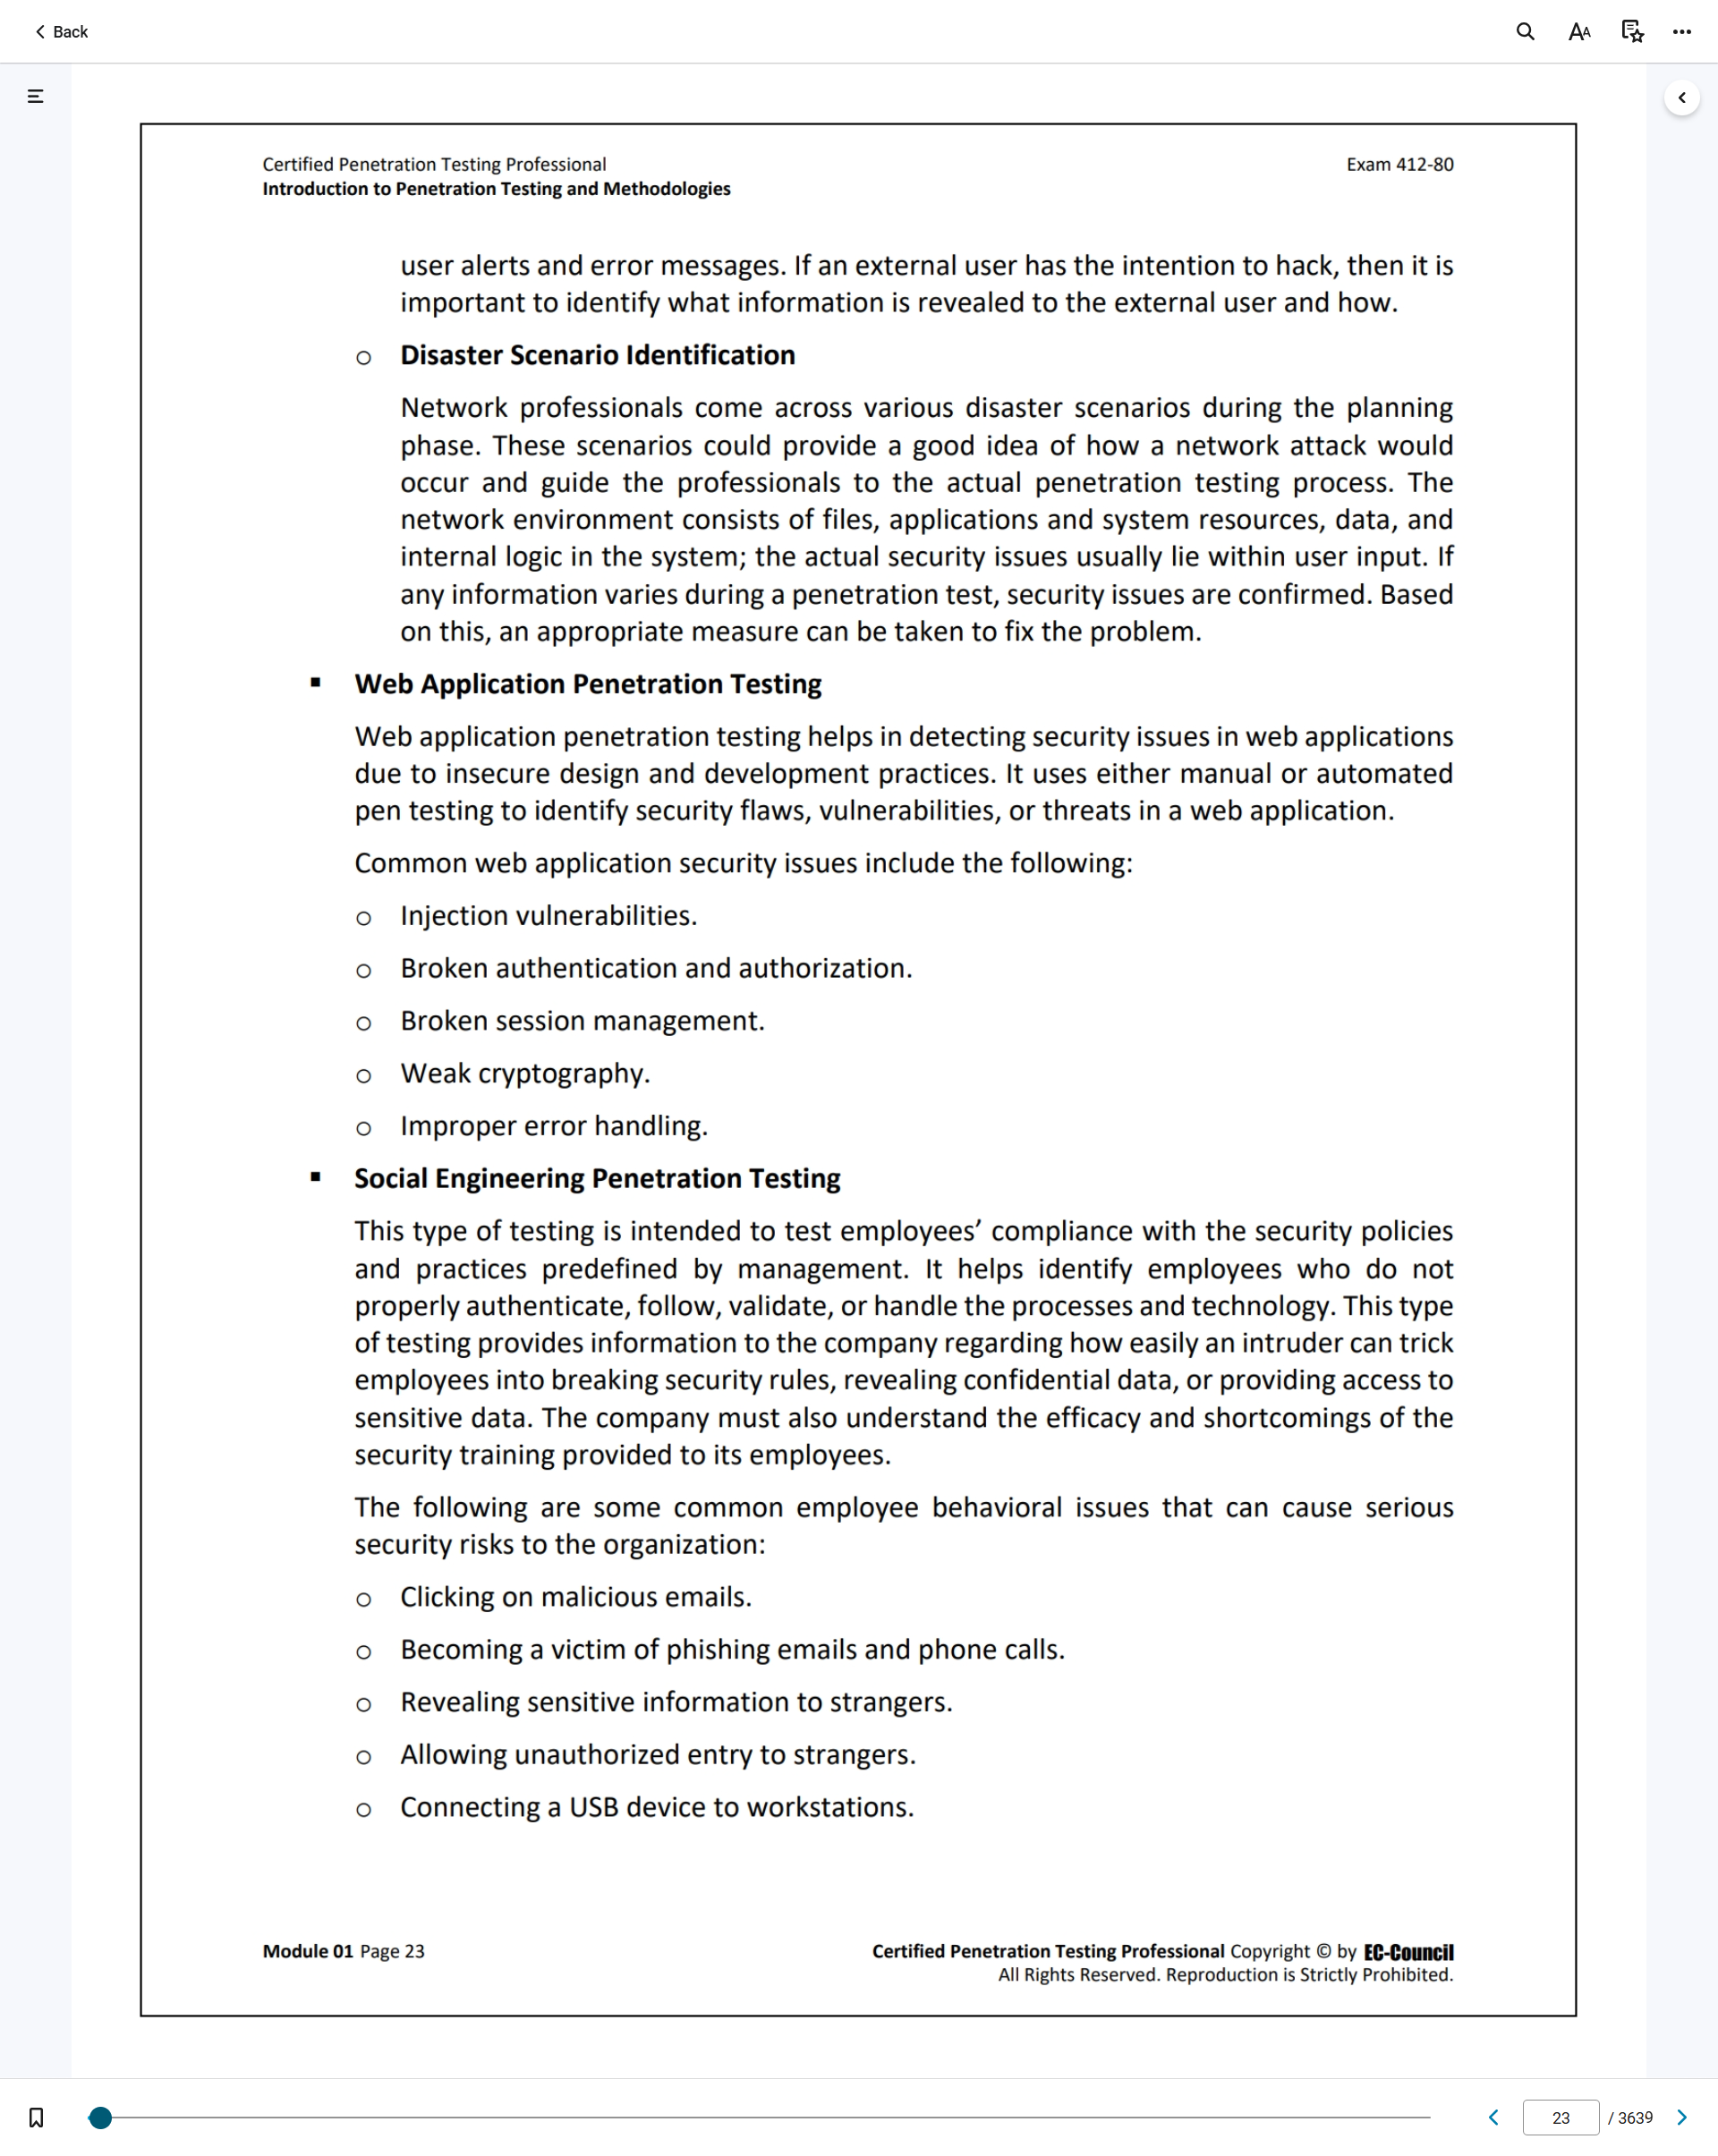 Back
Certified Penetration Testing Professional
Exam 412-80
Introduction to Penetration Testing and Methodologies
user alerts and error messages. If an external user has the intention to hack, then it is
important to identify what information is revealed to the external user and how.
o Disaster Scenario Identification
Network professionals come across various disaster scenarios during the planning
phase. These scenarios could provide a good idea of how a network attack would
occur and guide the professionals to the actual penetration testing process. The
network environment consists of files, applications and system resources, data, and
internal logic in the system; the actual security issues usually lie within user input. If
any information varies during a penetration test, security issues are confirmed. Based
on this, an appropriate measure can be taken to fix the problem.
▪ Web Application Penetration Testing
Web application penetration testing helps in detecting security issues in web applications
due to insecure design and development practices. It uses either manual or automated
pen testing to identify security flaws, vulnerabilities, or threats in a web application.
Common web application security issues include the following:
o Injection vulnerabilities.
o Broken authentication and authorization.
o Broken session management.
o Weak cryptography.
o Improper error handling.
▪ Social Engineering Penetration Testing
This type of testing is intended to test employees’ compliance with the security policies
and practices predefined by management. It helps identify employees who do not
properly authenticate, follow, validate, or handle the processes and technology. This type
of testing provides information to the company regarding how easily an intruder can trick
employees into breaking security rules, revealing confidential data, or providing access to
sensitive data. The company must also understand the efficacy and shortcomings of the
security training provided to its employees.
The following are some common employee behavioral issues that can cause serious
security risks to the organization:
o Clicking on malicious emails.
o Becoming a victim of phishing emails and phone calls.
o Revealing sensitive information to strangers.
o Allowing unauthorized entry to strangers.
o Connecting a USB device to workstations.
Module 01 Page 23
Certified Penetration Testing Professional Copyright © by EC-Council
All Rights Reserved. Reproduction is Strictly Prohibited.
23 / 3639